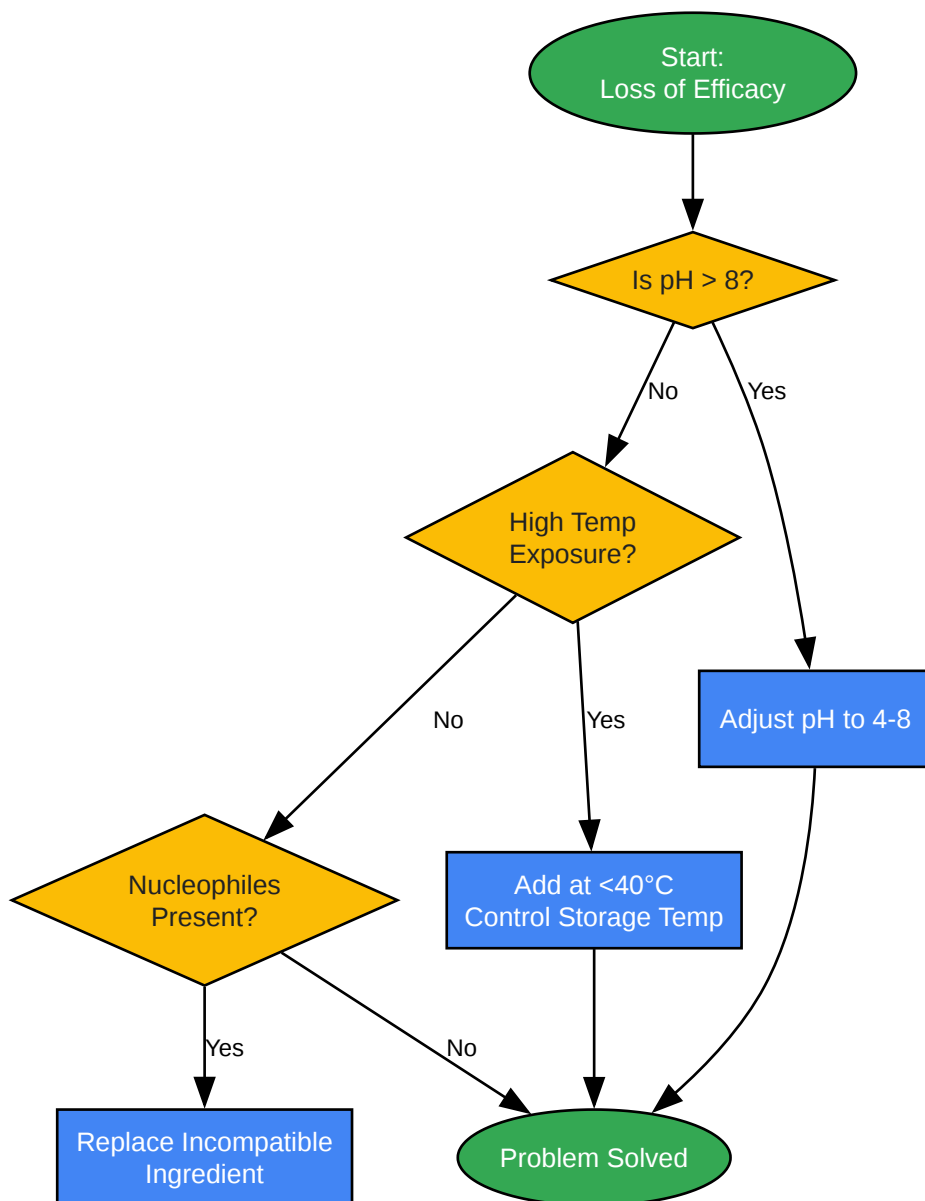 Start:
Loss of Efficacy
Is pH > 8?
No
Yes
High Temp
Exposure?
No
Yes
Adjust pH to 4-8
Nucleophiles
Present?
Add at <40°C
Control Storage Temp
Yes
No
Replace Incompatible
Ingredient
Problem Solved